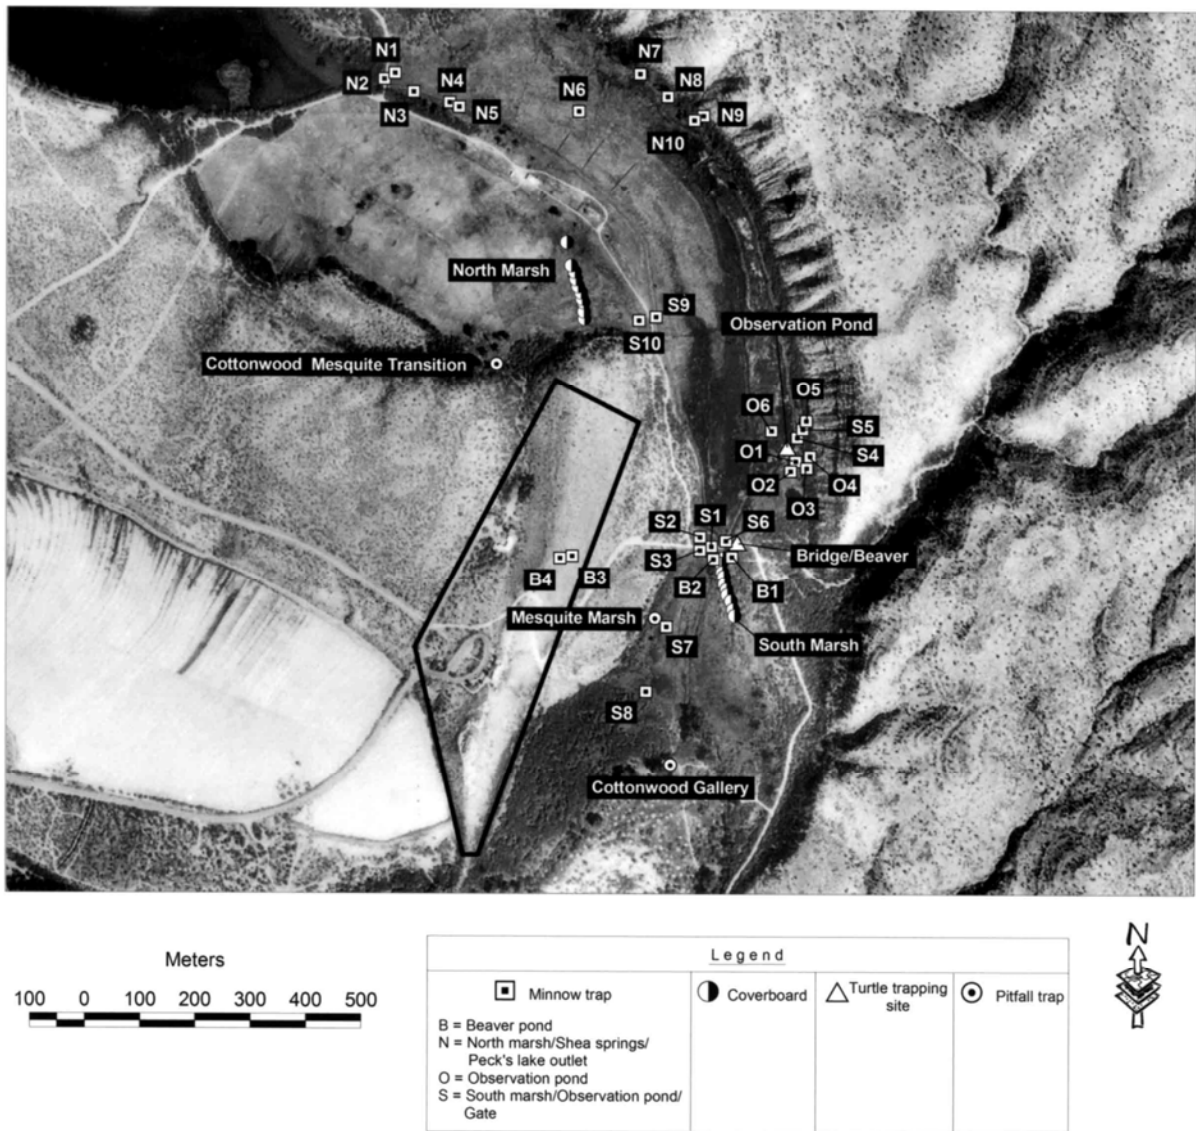 N1
N7
N2
N4
N8
N6
N5
N9
N3
N10
North Marsh
S9
Observation Pond
S10
Cottonwood Mesquite Transition
O5
O6
S5
O1
S4
O2
O4
O3
S1
S2
S6
S3
Bridge/Beaver
B4
B3
B2
B1
Mesquite Marsh
S7
South Marsh
S8
Cottonwood Gallery
Meters
100 0 100 200 300 400 500
Legend
Minnow trap
B = Beaver pond
N = North marsh/Shea springs/
Peck's lake outlet
O = Observation pond
S = South marsh/Observation pond/
Gate
Coverboard
Turtle trapping
site
Pitfall trap
N